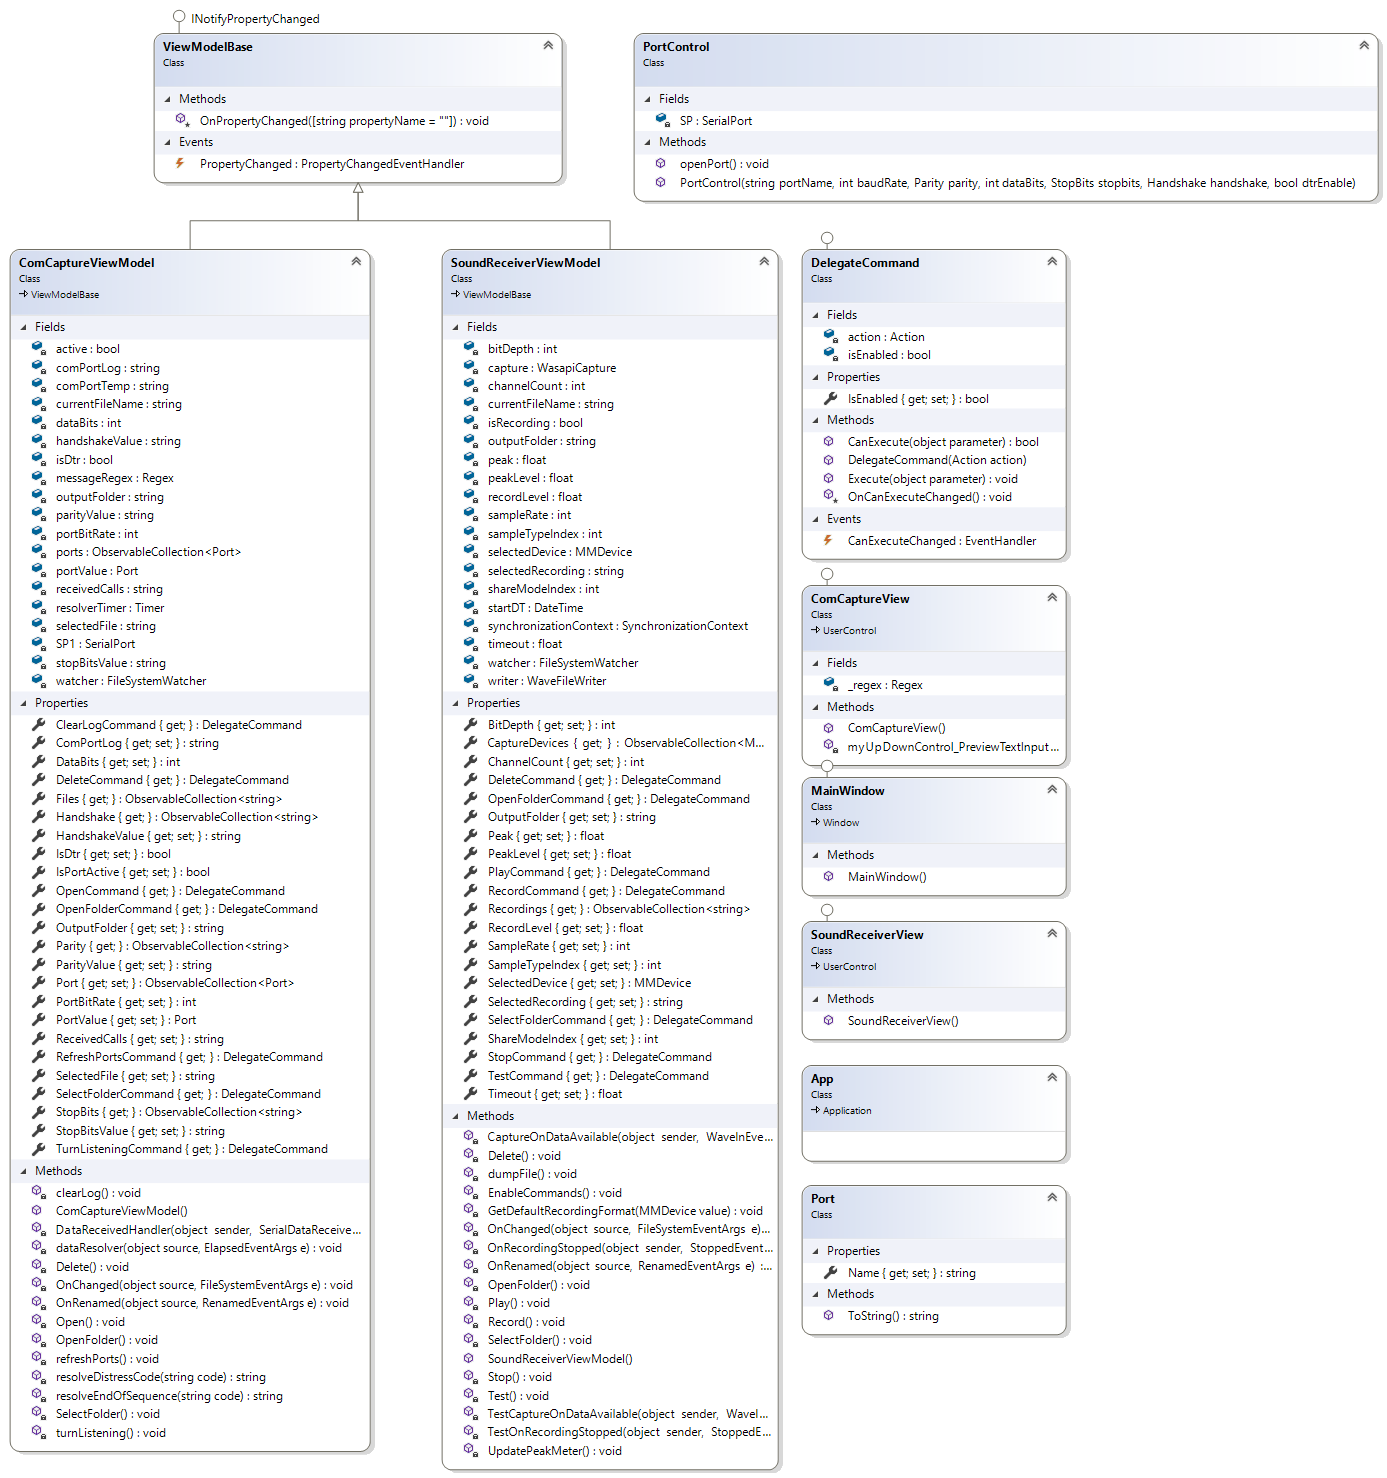 INotifyPropertyChanged
ViewModelBase
Class
Methods
OnPropertyChanged([string propertyName = ""]) : void
Events
PropertyChanged : PropertyChangedEventHandler
PortControl
Class
Fields
SP : SerialPort
Methods
openPort() : void
PortControl(string portName, int baudRate, Parity parity, int dataBits, StopBits stopbits, Handshake handshake, bool dtrEnable)
ComCaptureViewModel
Class
ViewModelBase
Fields
active : bool
comPortLog : string
comPortTemp : string
currentFileName : string
dataBits : int
handshakeValue : string
isDtr : bool
messageRegex : Regex
outputFolder : string
parityValue : string
portBitRate : int
ports : ObservableCollection<Port>
portValue : Port
receivedCalls : string
resolverTimer : Timer
selectedFile : string
SP1 : SerialPort
stopBitsValue : string
watcher : FileSystemWatcher
Properties
ClearLogCommand { get; } : DelegateCommand
ComPortLog { get; set; } : string
DataBits { get; set; } : int
DeleteCommand { get; } : DelegateCommand
Files { get; } : ObservableCollection<string>
Handshake { get; } : ObservableCollection<string>
HandshakeValue { get; set; } : string
IsDtr { get; set; } : bool
IsPortActive { get; set; } : bool
OpenCommand { get; } : DelegateCommand
OpenFolderCommand { get; } : DelegateCommand
OutputFolder { get; set; } : string
Parity { get; } : ObservableCollection<string>
ParityValue { get; set; } : string
Port { get; set; } : ObservableCollection<Port>
PortBitRate { get; set; } : int
PortValue { get; set; } : Port
ReceivedCalls { get; set; } : string
RefreshPortsCommand { get; } : DelegateCommand
SelectedFile { get; set; } : string
SelectFolderCommand { get; } : DelegateCommand
StopBits { get; } : ObservableCollection<string>
StopBitsValue { get; set; } : string
TurnListeningCommand { get; } : DelegateCommand
Methods
clearLog() : void
ComCaptureViewModel()
DataReceivedHandler(object sender, SerialDataReceive...
dataResolver(object source, ElapsedEventArgs e) : void
Delete() : void
OnChanged(object source, FileSystemEventArgs e) : void
OnRenamed(object source, RenamedEventArgs e) : void
Open() : void
OpenFolder() : void
refreshPorts() : void
resolveDistressCode(string code) : string
resolveEndOfSequence(string code) : string
SelectFolder() : void
turnListening() : void
SoundReceiverViewModel
Class
ViewModelBase
Fields
bitDepth : int
capture : WasapiCapture
channelCount : int
currentFileName : string
isRecording : bool
outputFolder : string
peak : float
peakLevel : float
recordLevel : float
sampleRate : int
sampleTypeIndex : int
selectedDevice : MMDevice
selectedRecording : string
shareModeIndex : int
startDT : DateTime
synchronizationContext : SynchronizationContext
timeout : float
watcher : FileSystemWatcher
writer : WaveFileWriter
Properties
BitDepth { get; set; } : int
CaptureDevices { get; } : ObservableCollection<M...
ChannelCount { get; set; } : int
DeleteCommand { get; } : DelegateCommand
OpenFolderCommand { get; } : DelegateCommand
OutputFolder { get; set; } : string
Peak { get; set; } : float
PeakLevel { get; set; } : float
PlayCommand { get; } : DelegateCommand
RecordCommand { get; } : DelegateCommand
Recordings { get; } : ObservableCollection<string>
RecordLevel { get; set; } : float
SampleRate { get; set; } : int
SampleTypeIndex { get; set; } : int
SelectedDevice { get; set; } : MMDevice
SelectedRecording { get; set; } : string
SelectFolderCommand { get; } : DelegateCommand
ShareModeIndex { get; set; } : int
StopCommand { get; } : DelegateCommand
TestCommand { get; } : DelegateCommand
Timeout { get; set; } : float
Methods
CaptureOnDataAvailable(object sender, WaveInEve...
Delete() : void
dumpFile() : void
EnableCommands() : void
GetDefaultRecordingFormat(MMDevice value) : void
OnChanged(object source, FileSystemEventArgs e)...
OnRecordingStopped(object sender, StoppedEvent...
OnRenamed(object source, RenamedEventArgs e) :...
OpenFolder() : void
Play() : void
Record() : void
SelectFolder() : void
SoundReceiverViewModel()
Stop() : void
Test() : void
TestCaptureOnDataAvailable(object sender, WaveI...
TestOnRecordingStopped(object sender, StoppedE...
UpdatePeakMeter() : void
DelegateCommand
Class
Fields
action : Action
isEnabled : bool
Properties
IsEnabled { get; set; } : bool
Methods
CanExecute(object parameter) : bool
DelegateCommand(Action action)
Execute(object parameter) : void
OnCanExecuteChanged() : void
Events
CanExecuteChanged : EventHandler
ComCaptureView
Class
UserControl
Fields
_regex : Regex
Methods
ComCaptureView()
myUpDownControl_PreviewTextInput...
MainWindow
Class
Window
Methods
MainWindow()
SoundReceiverView
Class
UserControl
Methods
SoundReceiverView()
App
Class
Application
Port
Class
Properties
Name { get; set; } : string
Methods
ToString() : string